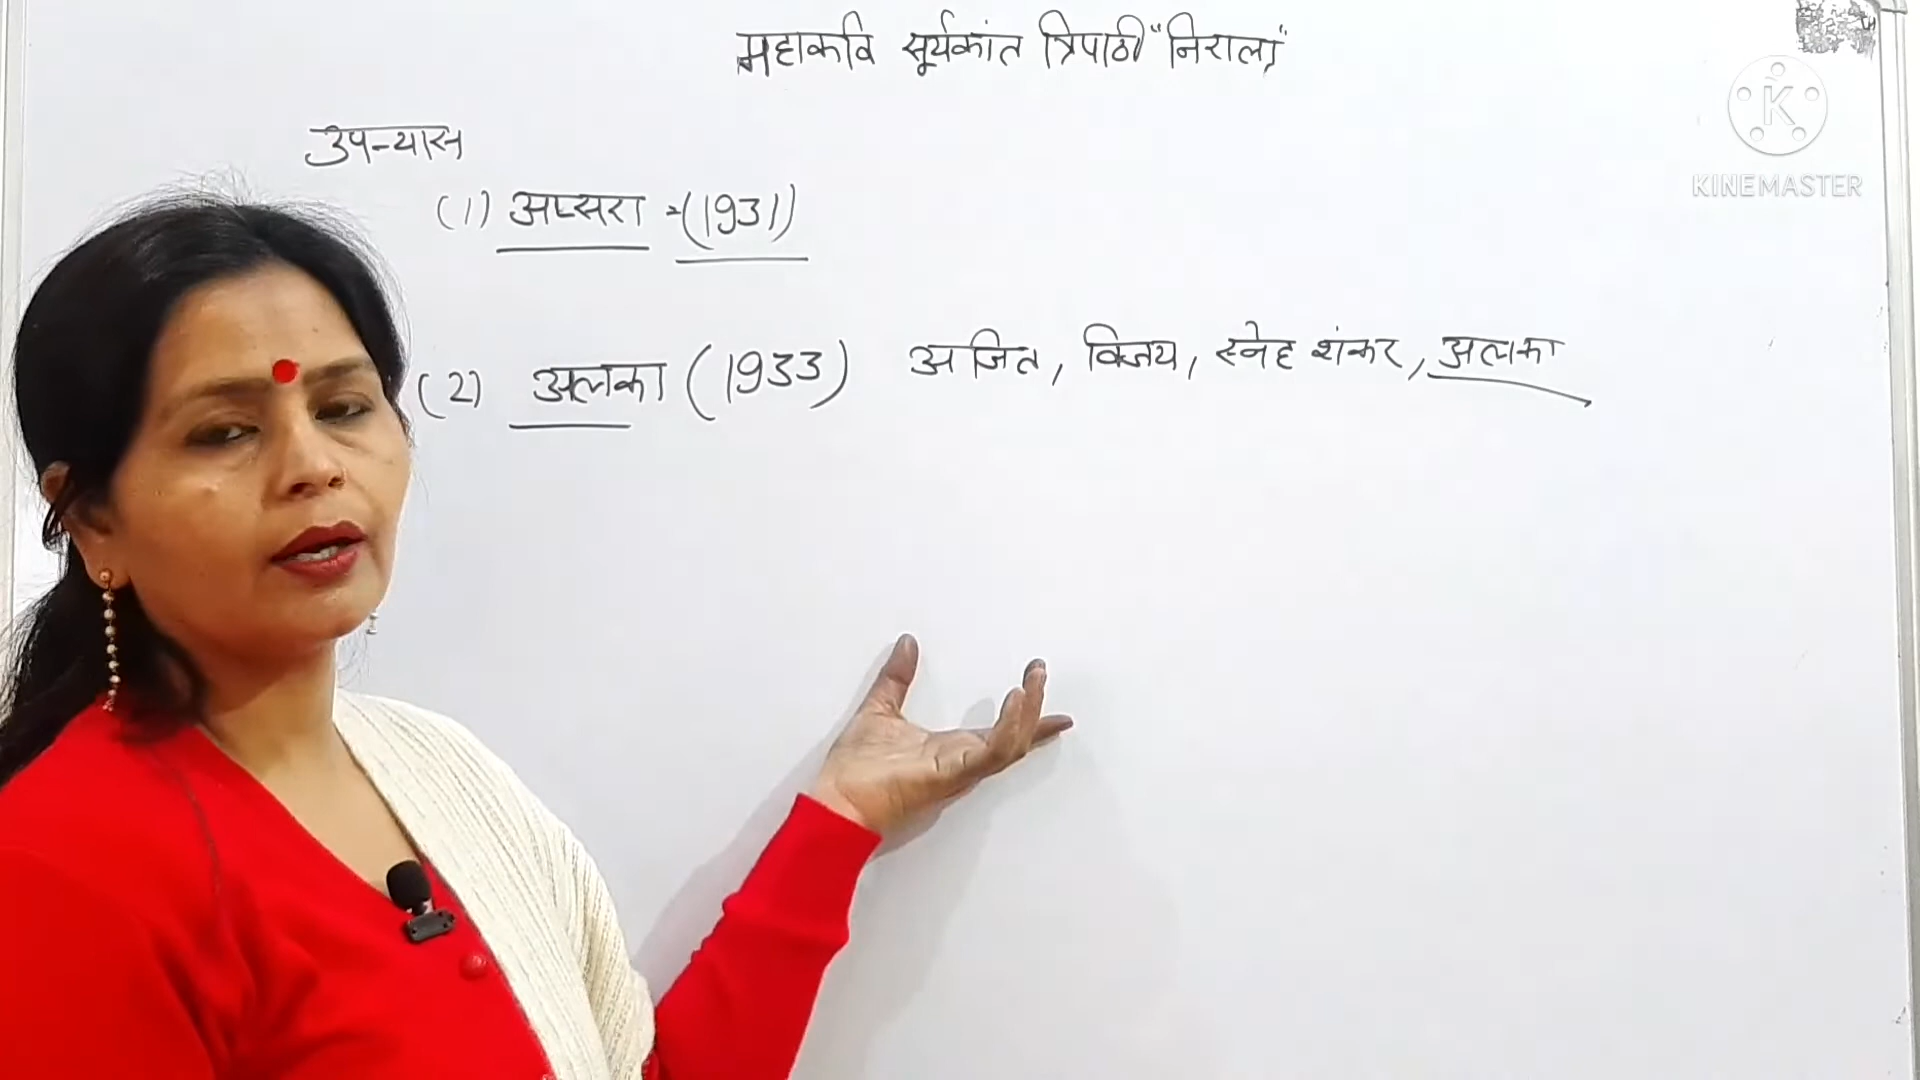 महाकवि सूर्यकांत त्रिपाठी "निराला"
उपन्यास
(1) अप्सरा =(1931)
(2) अलका (1933) अजित, विजय, स्नेह शंकर, अलका
K
KINEMASTER